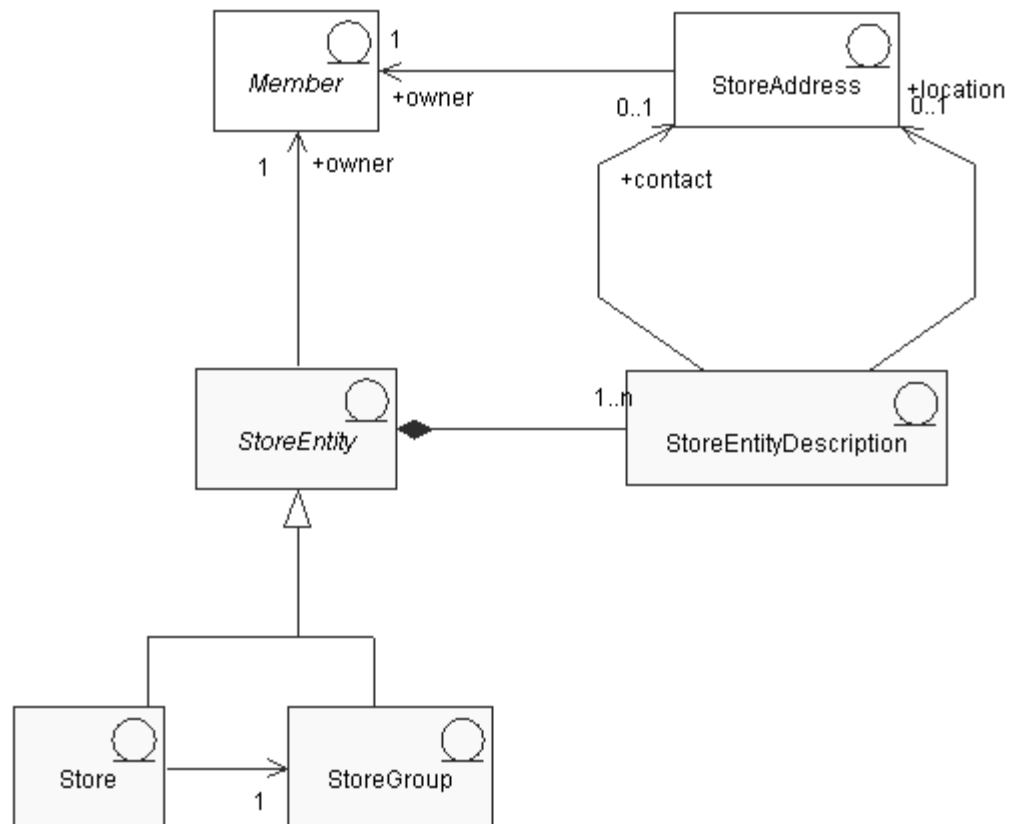 1
Member
+owner
StoreAddress
+location
0..1
0..1
1
+owner
+contact
StoreEntity
1..n
StoreEntityDescription
Store
1
StoreGroup